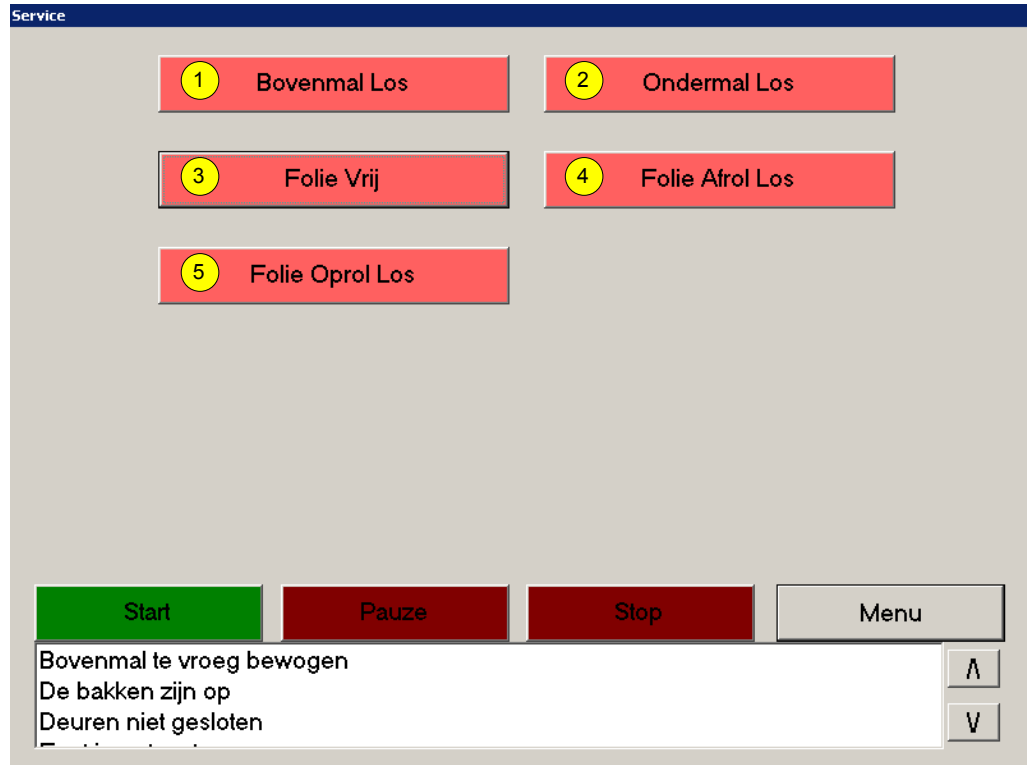 Service
1 Bovenmal Los
2 Ondermal Los
3 Folie Vrij
4 Folie Afrol Los
5 Folie Oprol Los
Start Pauze Stop Menu
Bovenmal te vroeg bewogen
De bakken zijn op
Deuren niet gesloten